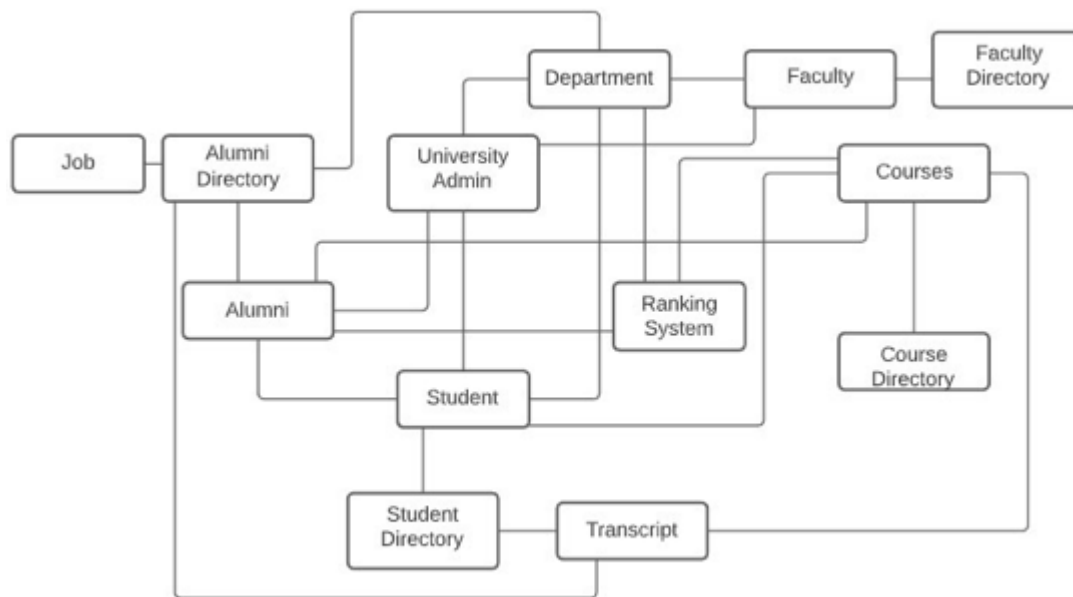 Department
Faculty
Faculty
Directory
Job
Alumni
Directory
University
Admin
Courses
Alumni
Ranking
System
Course
Directory
Student
Student
Directory
Transcript